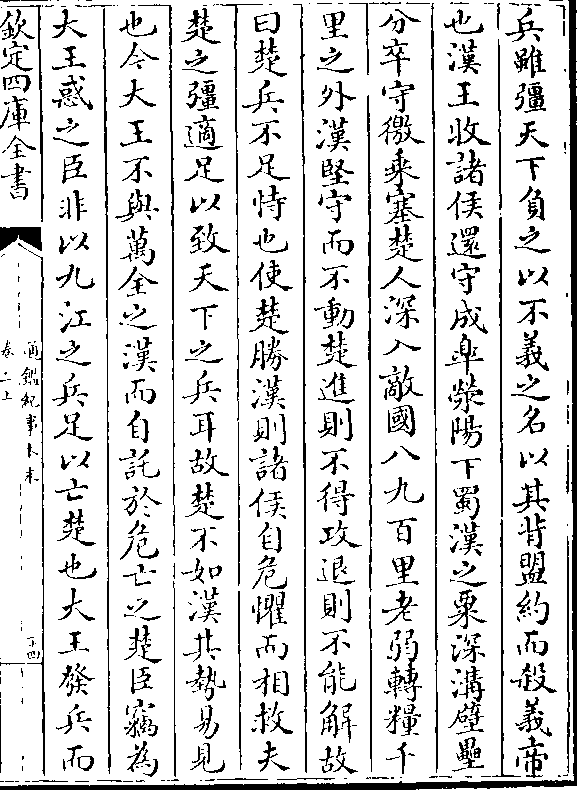 兵雖彊天下負之以不義之名以其背盟約而殺義帝
也漢王收諸侯還守成臯滎陽下蜀漢之粟深溝壁壘
分卒守徼乗塞楚人深入敵國八九百里老弱轉糧千
里之外漢堅守而不動楚進則不得攻退則不能解故
曰楚兵不足恃也使楚勝漢則諸侯自危懼而相救夫
楚之彊適足以致天下之兵耳故楚不如漢其勢易見
也今大王不與萬全之漢而自託於危亡之楚臣竊為
大王惑之臣非以九江之兵足以亡楚也大王發兵而
欽定四庫全書
通鑑紀事本末
卷二上
二十四